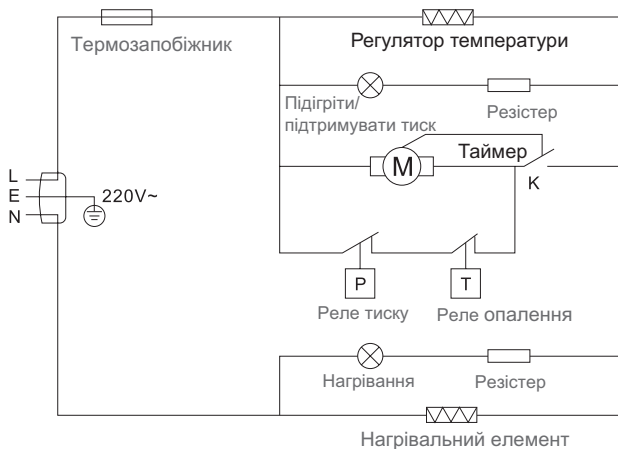 Термозапобіжник
Регулятор температури
Підігріти/
підтримувати тиск
Резістер
Таймер
M
K
L
E
N
220V~
P
T
Реле тиску
Реле опалення
Нагрівання
Резістер
Нагрівальний елемент